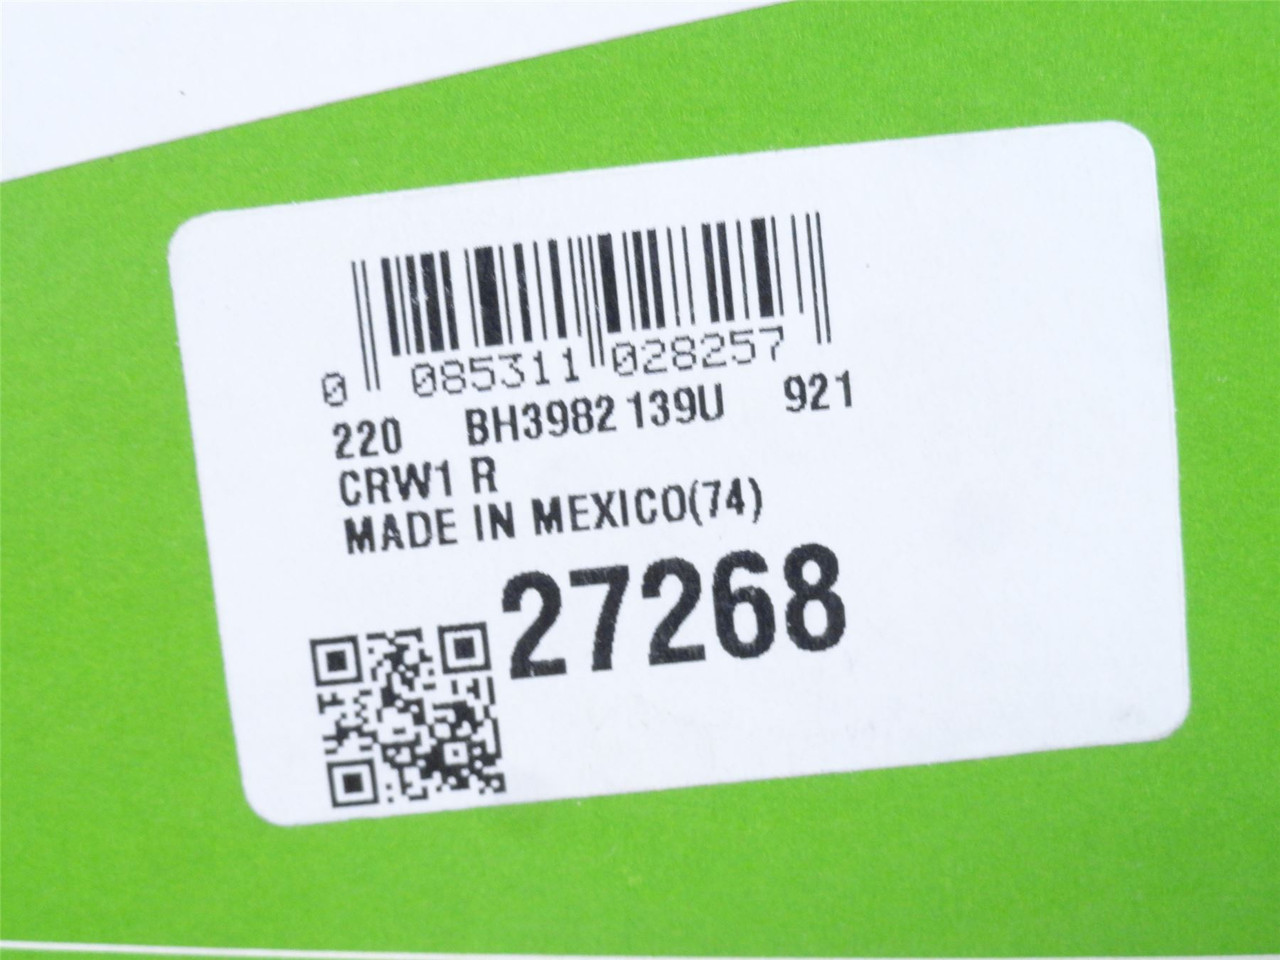 0 085311 028257
220 BH3982 139U 921
CRW1 R
MADE IN MEXICO(74)
27268